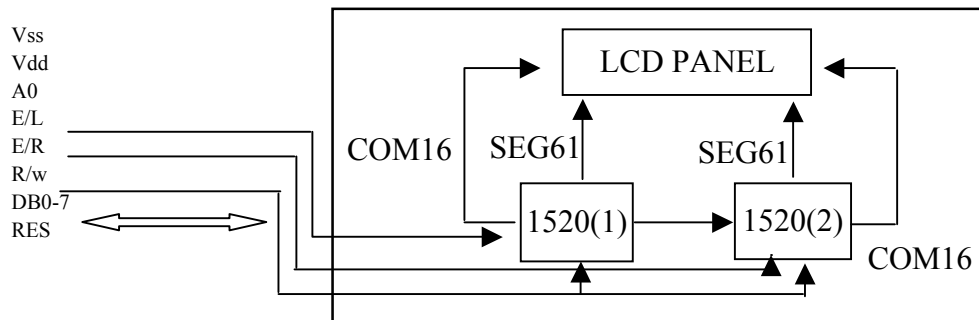 Vss
Vdd
A0
E/L
E/R
R/w
DB0-7
RES
LCD PANEL
COM16
SEG61
SEG61
1520(1)
1520(2)
COM16